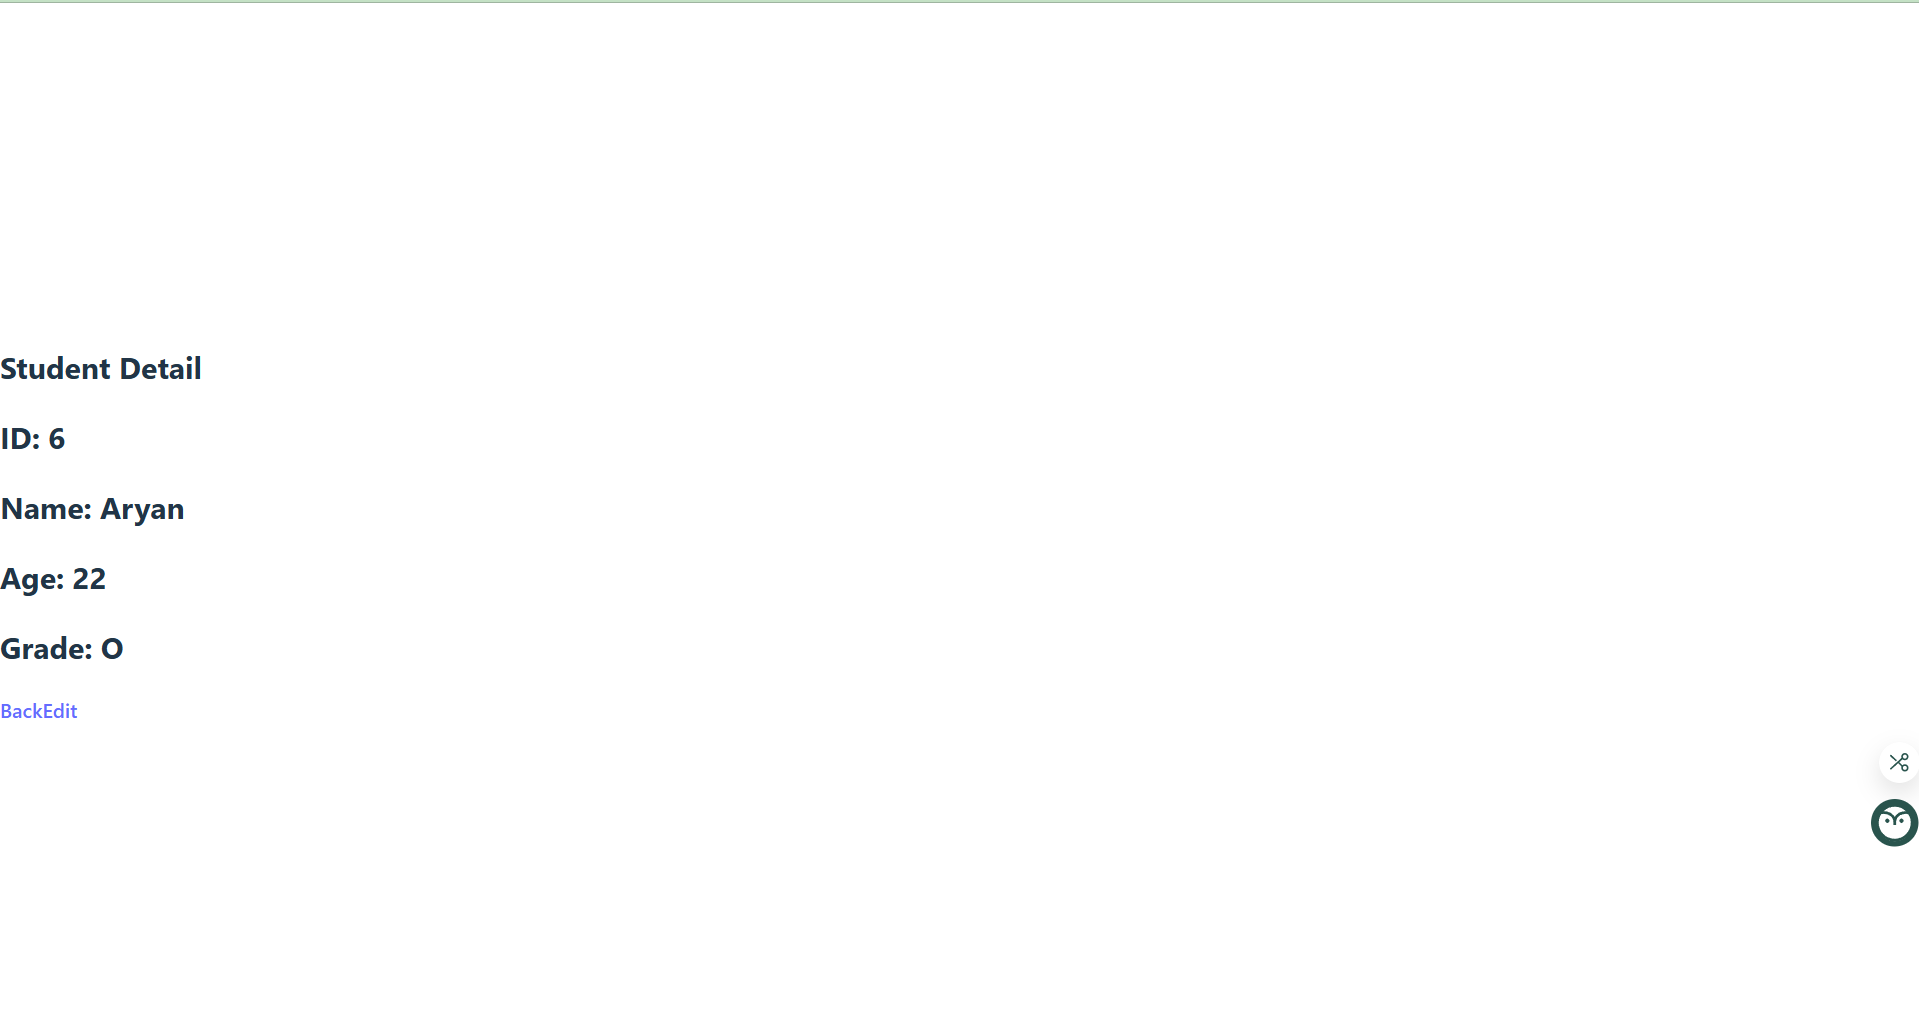 Student Detail
ID: 6
Name: Aryan
Age: 22
Grade: O
BackEdit